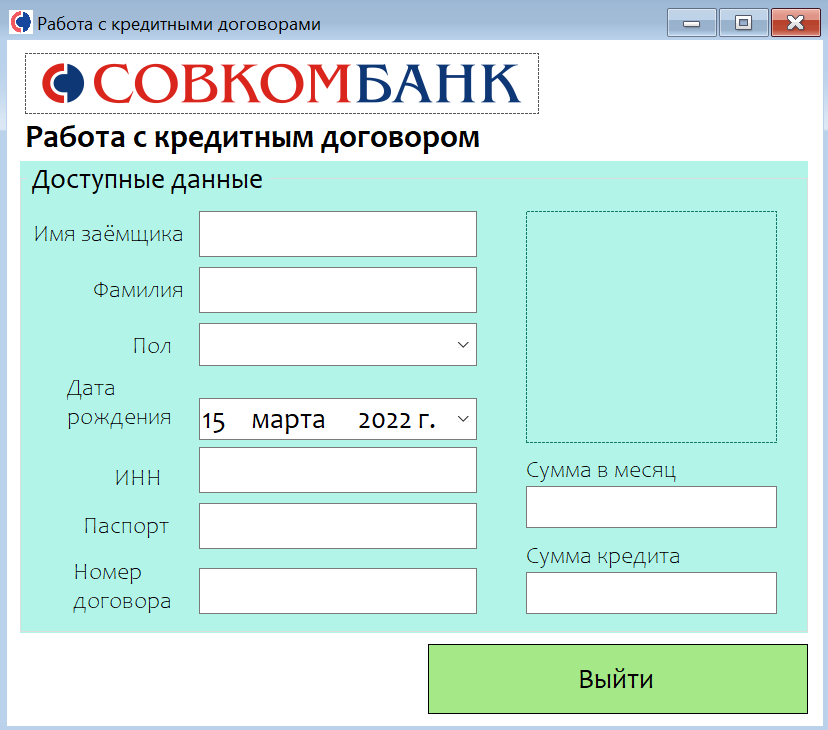 Работа с кредитными договорами
СОВКОМБАНК
Работа с кредитным договором
Доступные данные
Имя заёмщика
Фамилия
Пол
Дата
рождения
15 марта 2022 г.
ИНН
Паспорт
Номер
договора
Сумма в месяц
Сумма кредита
Выйти